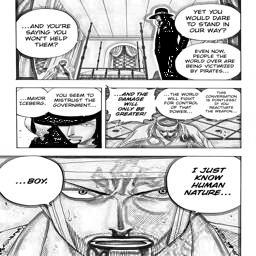 YET YOU
WOULD DARE
TO STAND
IN OUR
WAY?
...AND YOU'RE
SAYING YOU
WON'T HELP
THEM?
EVEN NOW,
PEOPLE
THE WORLD
OVER ARE
BEING VICTIMIZED
BY PIRATES...
THIS
CONVERSATION
IS POINTLESS!
IF YOU
REACTIVATE
THE WEAPON...
...THE WORLD
WILL FIGHT
FOR CONTROL
OF THAT
POWER...
...AND THE
DAMAGE
WILL
ONLY BE
GREATER!
YOU SEEM TO
MISTRUST THE
GOVERNMENT...
...MAYOR
ICEBERG.
I JUST
KNOW
HUMAN
NATURE...
...BOY.